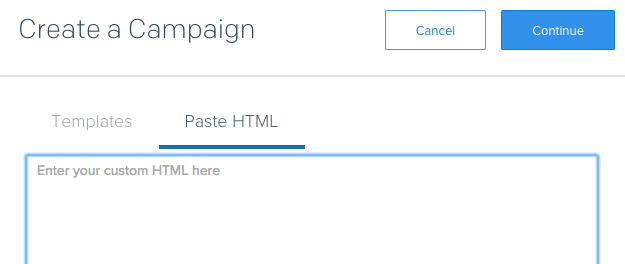 Create a Campaign
Cancel
Continue
Templates
Paste HTML
Enter your custom HTML here